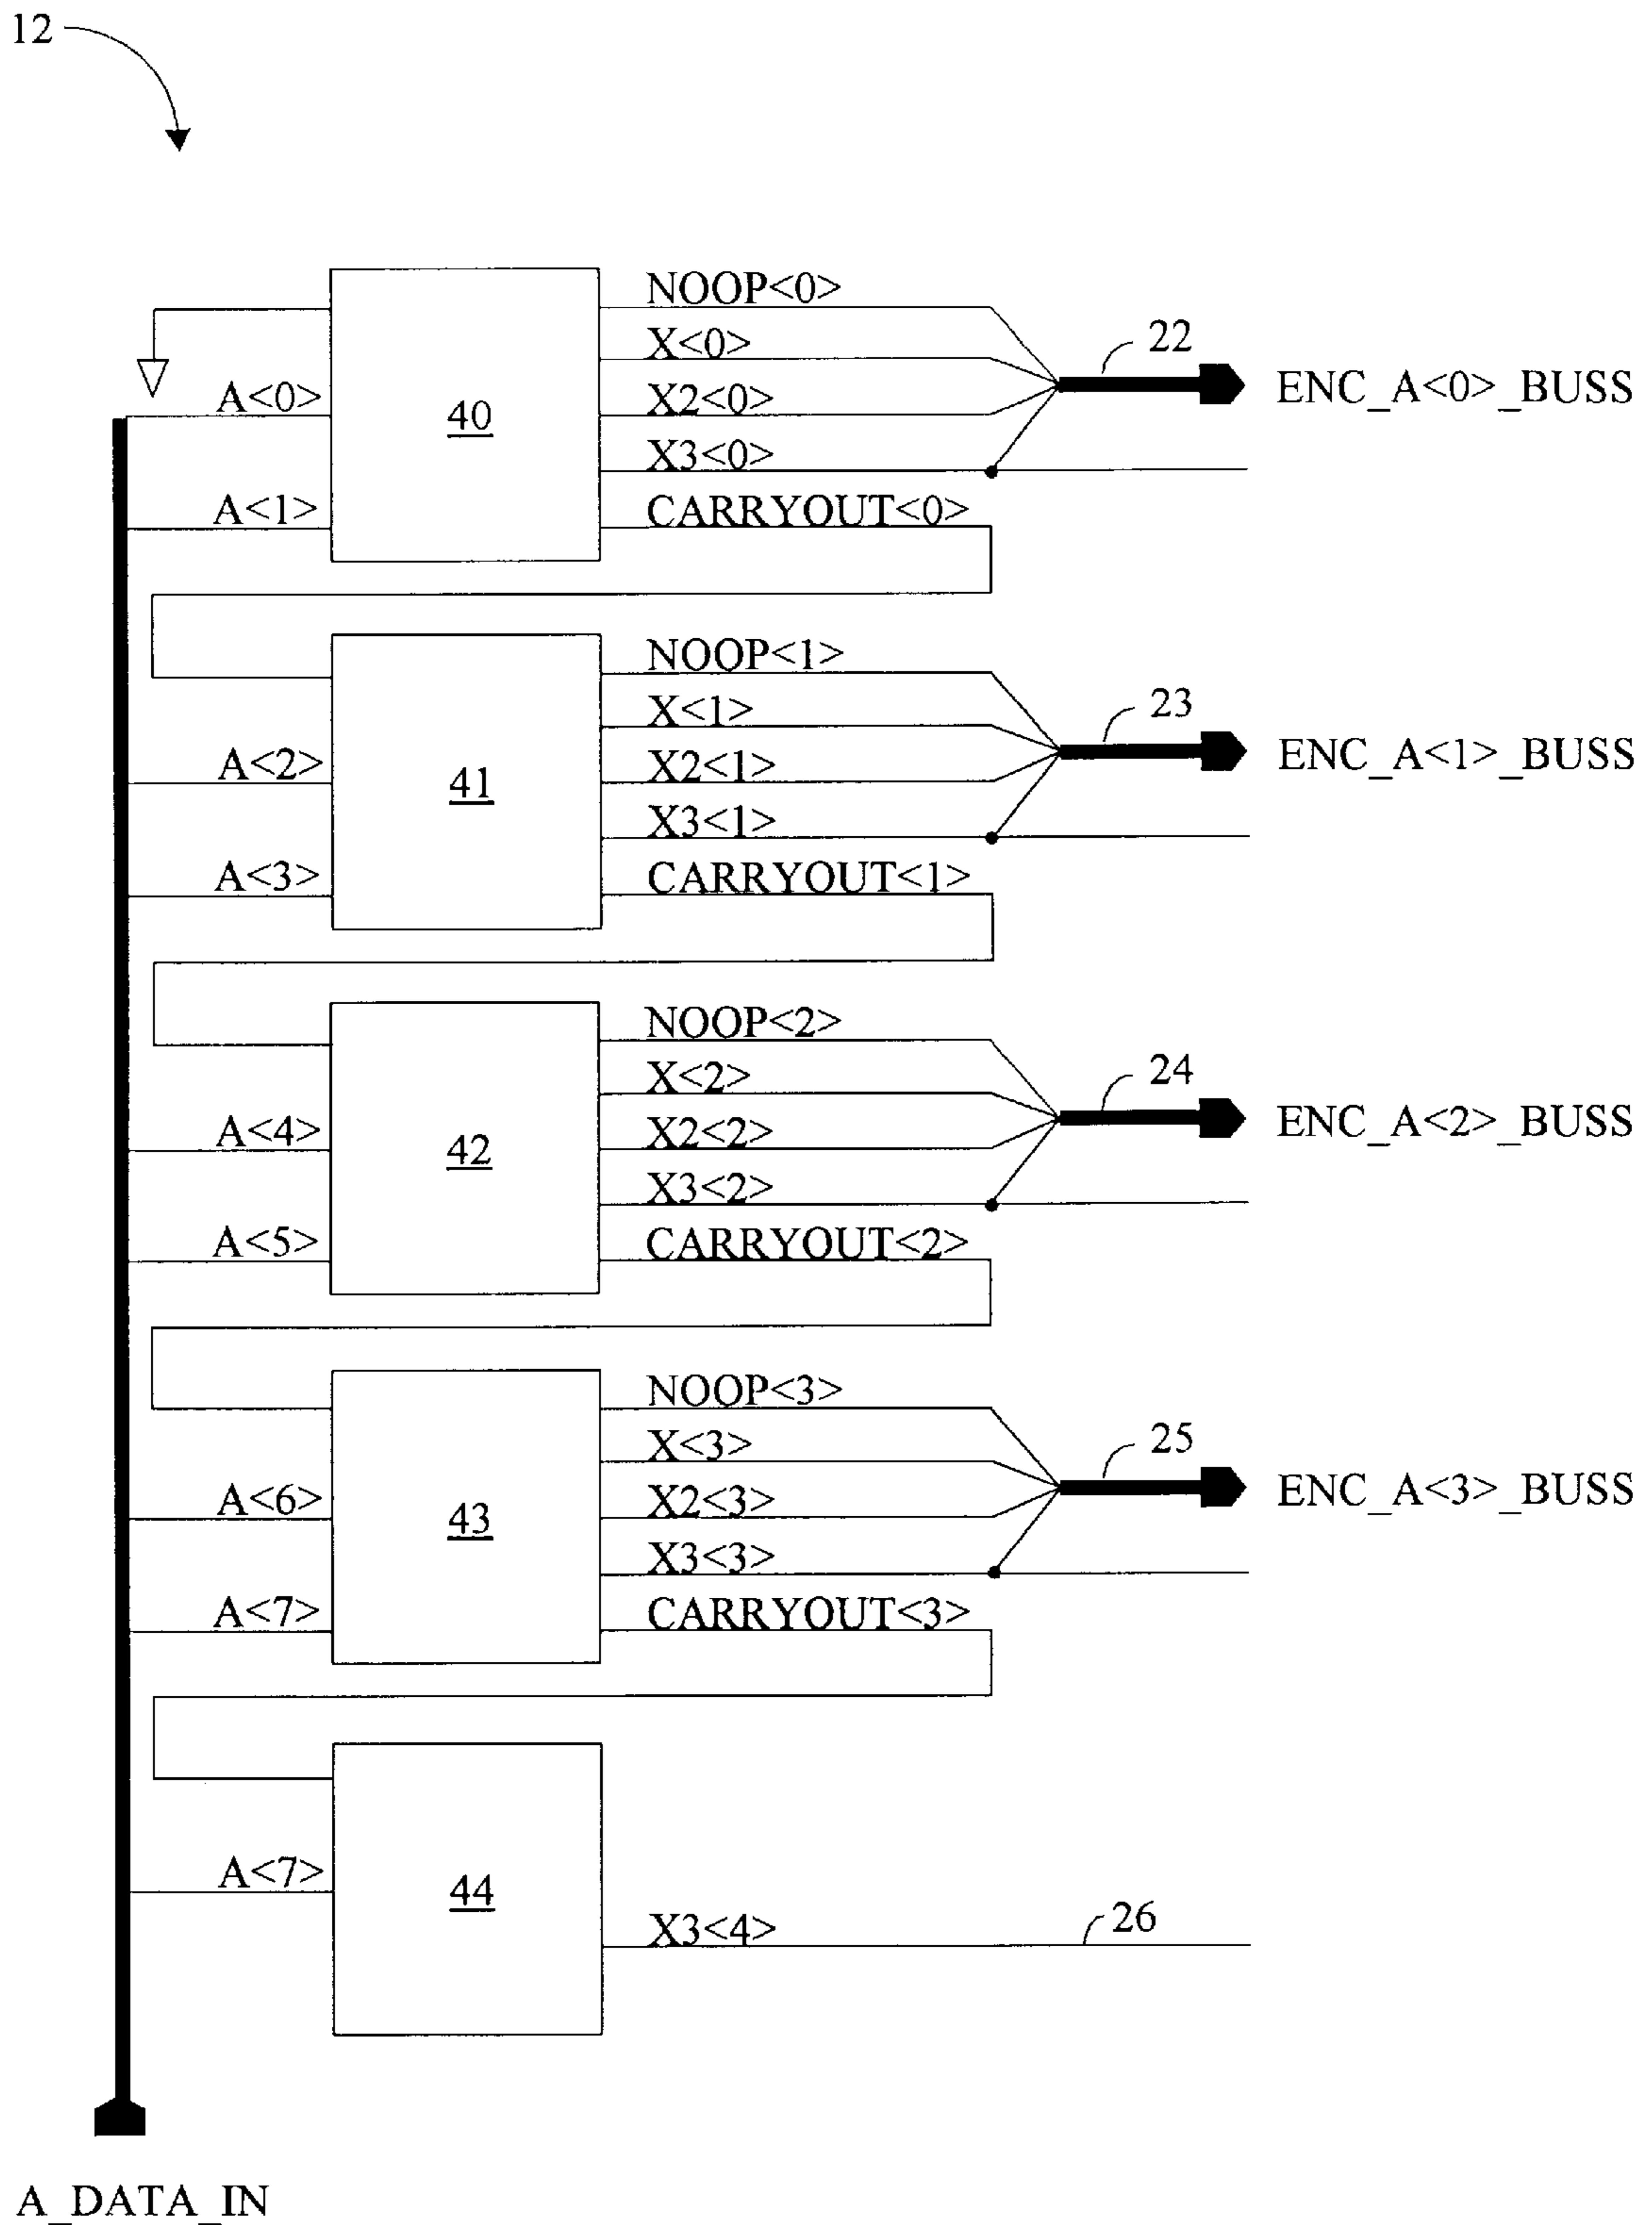 12
NOOP<0>
X<0>
22
A<0>
40
X2<0>
ENC_A<0>_BUSS
X3<0>
A<1>
CARRYOUT<0>
NOOP<1>
X<1>
23
A<2>
41
X2<1>
ENC_A<1>_BUSS
X3<1>
A<3>
CARRYOUT<1>
NOOP<2>
X<2>
24
A<4>
42
X2<2>
ENC_A<2>_BUSS
X3<2>
A<5>
CARRYOUT<2>
NOOP<3>
X<3>
25
A<6>
43
X2<3>
ENC_A<3>_BUSS
X3<3>
A<7>
CARRYOUT<3>
A<7>
44
X3<4>
26
A_DATA_IN